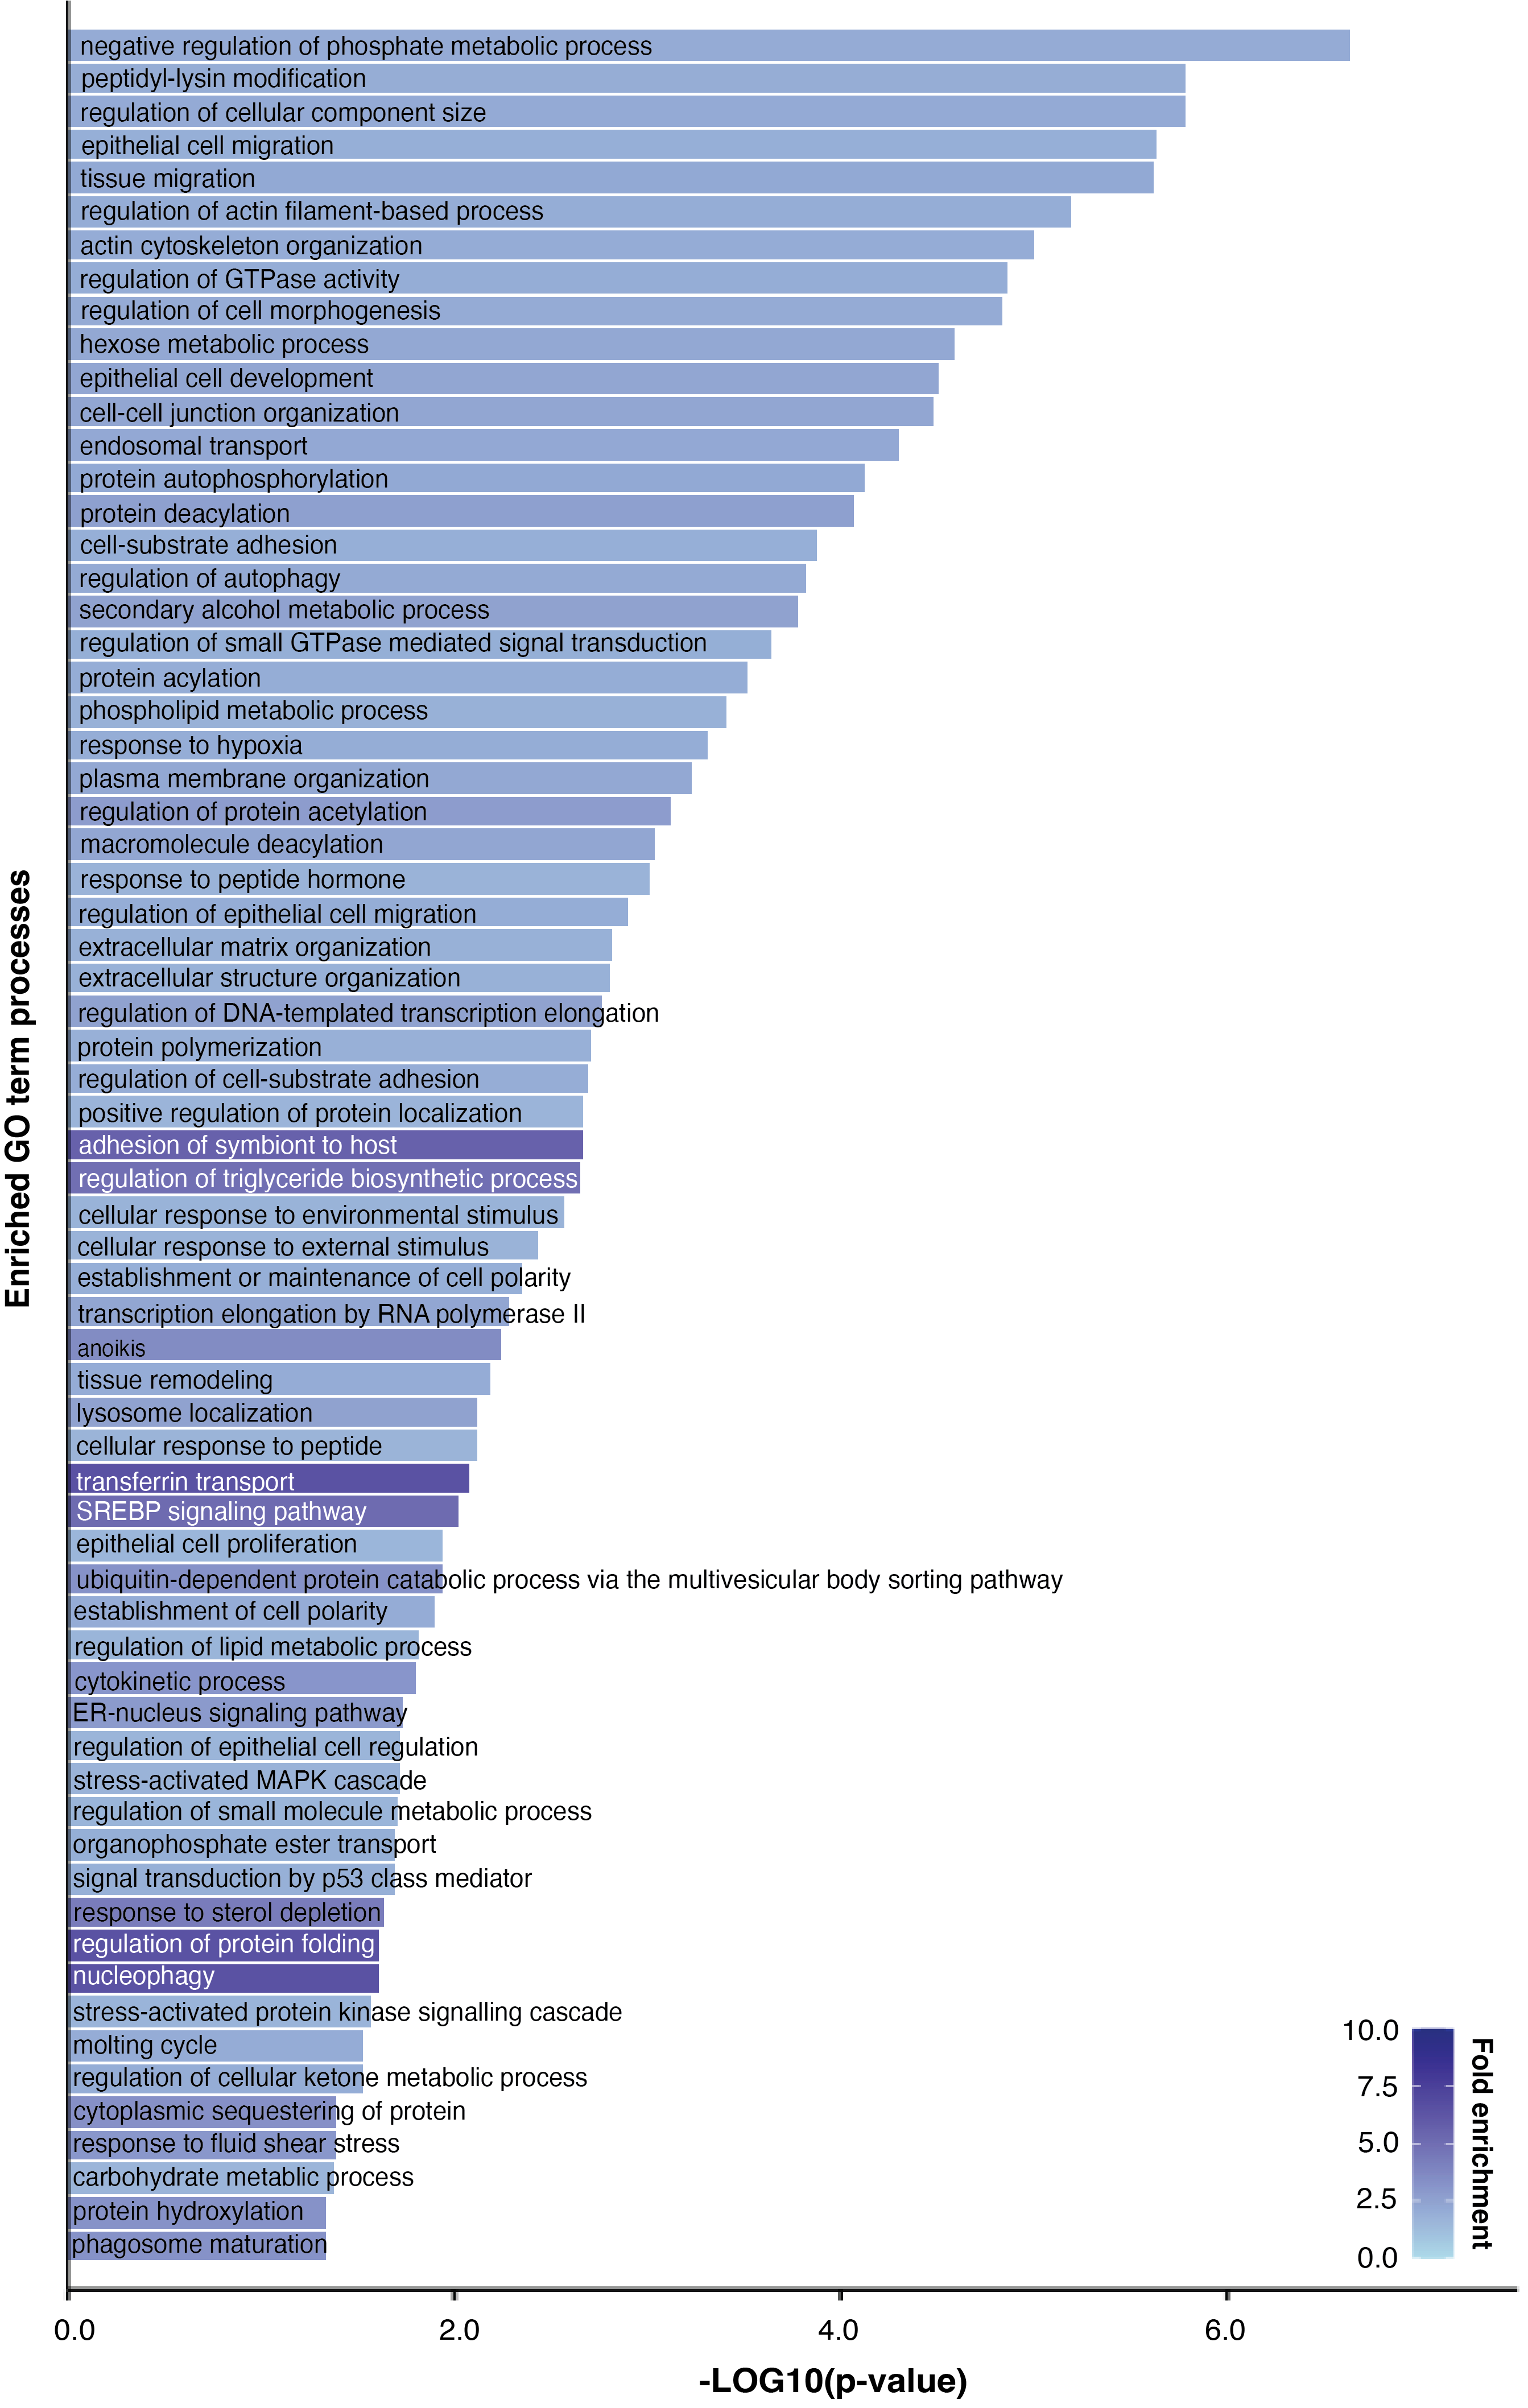 negative regulation of phosphate metabolic process
peptidyl-lysin modification
regulation of cellular component size
epithelial cell migration
tissue migration
regulation of actin filament-based process
actin cytoskeleton organization
regulation of GTPase activity
regulation of cell morphogenesis
hexose metabolic process
epithelial cell development
cell-cell junction organization
endosomal transport
protein autophosphorylation
protein deacylation
cell-substrate adhesion
regulation of autophagy
secondary alcohol metabolic process
regulation of small GTPase mediated signal transduction
protein acylation
phospholipid metabolic process
response to hypoxia
plasma membrane organization
regulation of protein acetylation
macromolecule deacylation
response to peptide hormone
regulation of epithelial cell migration
extracellular matrix organization
extracellular structure organization
regulation of DNA-templated transcription elongation
protein polymerization
regulation of cell-substrate adhesion
positive regulation of protein localization
adhesion of symbiont to host
regulation of triglyceride biosynthetic process
cellular response to environmental stimulus
cellular response to external stimulus
establishment or maintenance of cell polarity
transcription elongation by RNA polymerase II
anoikis
tissue remodeling
lysosome localization
cellular response to peptide
transferrin transport
SREBP signaling pathway
epithelial cell proliferation
ubiquitin-dependent protein catabolic process via the multivesicular body sorting pathway
establishment of cell polarity
regulation of lipid metabolic process
cytokinetic process
ER-nucleus signaling pathway
regulation of epithelial cell regulation
stress-activated MAPK cascade
regulation of small molecule metabolic process
organophosphate ester transport
signal transduction by p53 class mediator
response to sterol depletion
regulation of protein folding
nucleophagy
stress-activated protein kinase signalling cascade
molting cycle
regulation of cellular ketone metabolic process
cytoplasmic sequestering of protein
response to fluid shear stress
carbohydrate metablic process
protein hydroxylation
phagosome maturation
Enriched GO term processes
10.0
7.5
5.0
2.5
0.0
Fold enrichment
0.0
2.0
4.0
6.0
-LOG10(p-value)